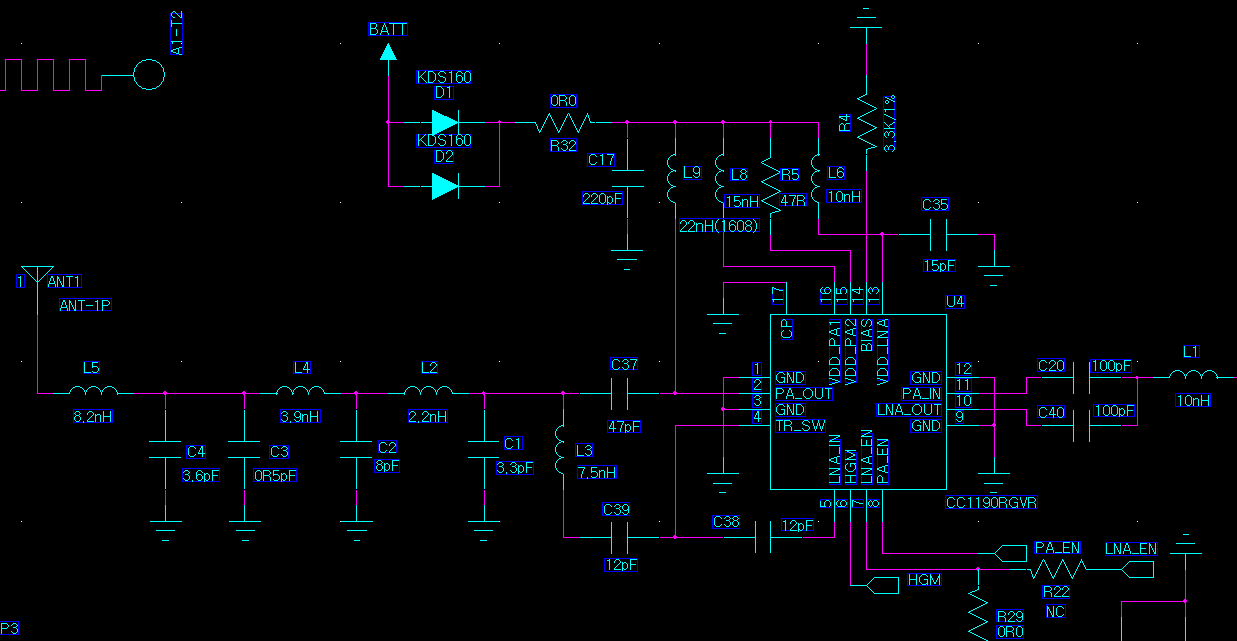 A1-T2
BATT
KDS160
D1
KDS160
D2
0R0
R32
C17
220pF
L9
22nH(1608)
L8
15nH
R5
47R
L6
10nH
R4
3.3K/1%
C35
15pF
1
ANT1
ANT-1P
L5
8.2nH
L4
3.9nH
L2
2.2nH
C37
47pF
C4
3.6pF
C3
0R5pF
C2
8pF
C1
3.3pF
L3
7.5nH
C39
12pF
C38
12pF
U4
17
16
15
14
13
CP
VDD_PA1
VDD_PA2
BIAS
VDD_LNA
1
GND
2
PA_OUT
3
GND
4
TR_SW
12
GND
11
PA_IN
10
LNA_OUT
9
GND
LNA_IN
HGM
LNA_EN
PA_EN
5
6
7
8
CC1190RGVR
C20
100pF
C40
100pF
L1
10nH
PA_EN
LNA_EN
HGM
R22
NC
R29
0R0
P3